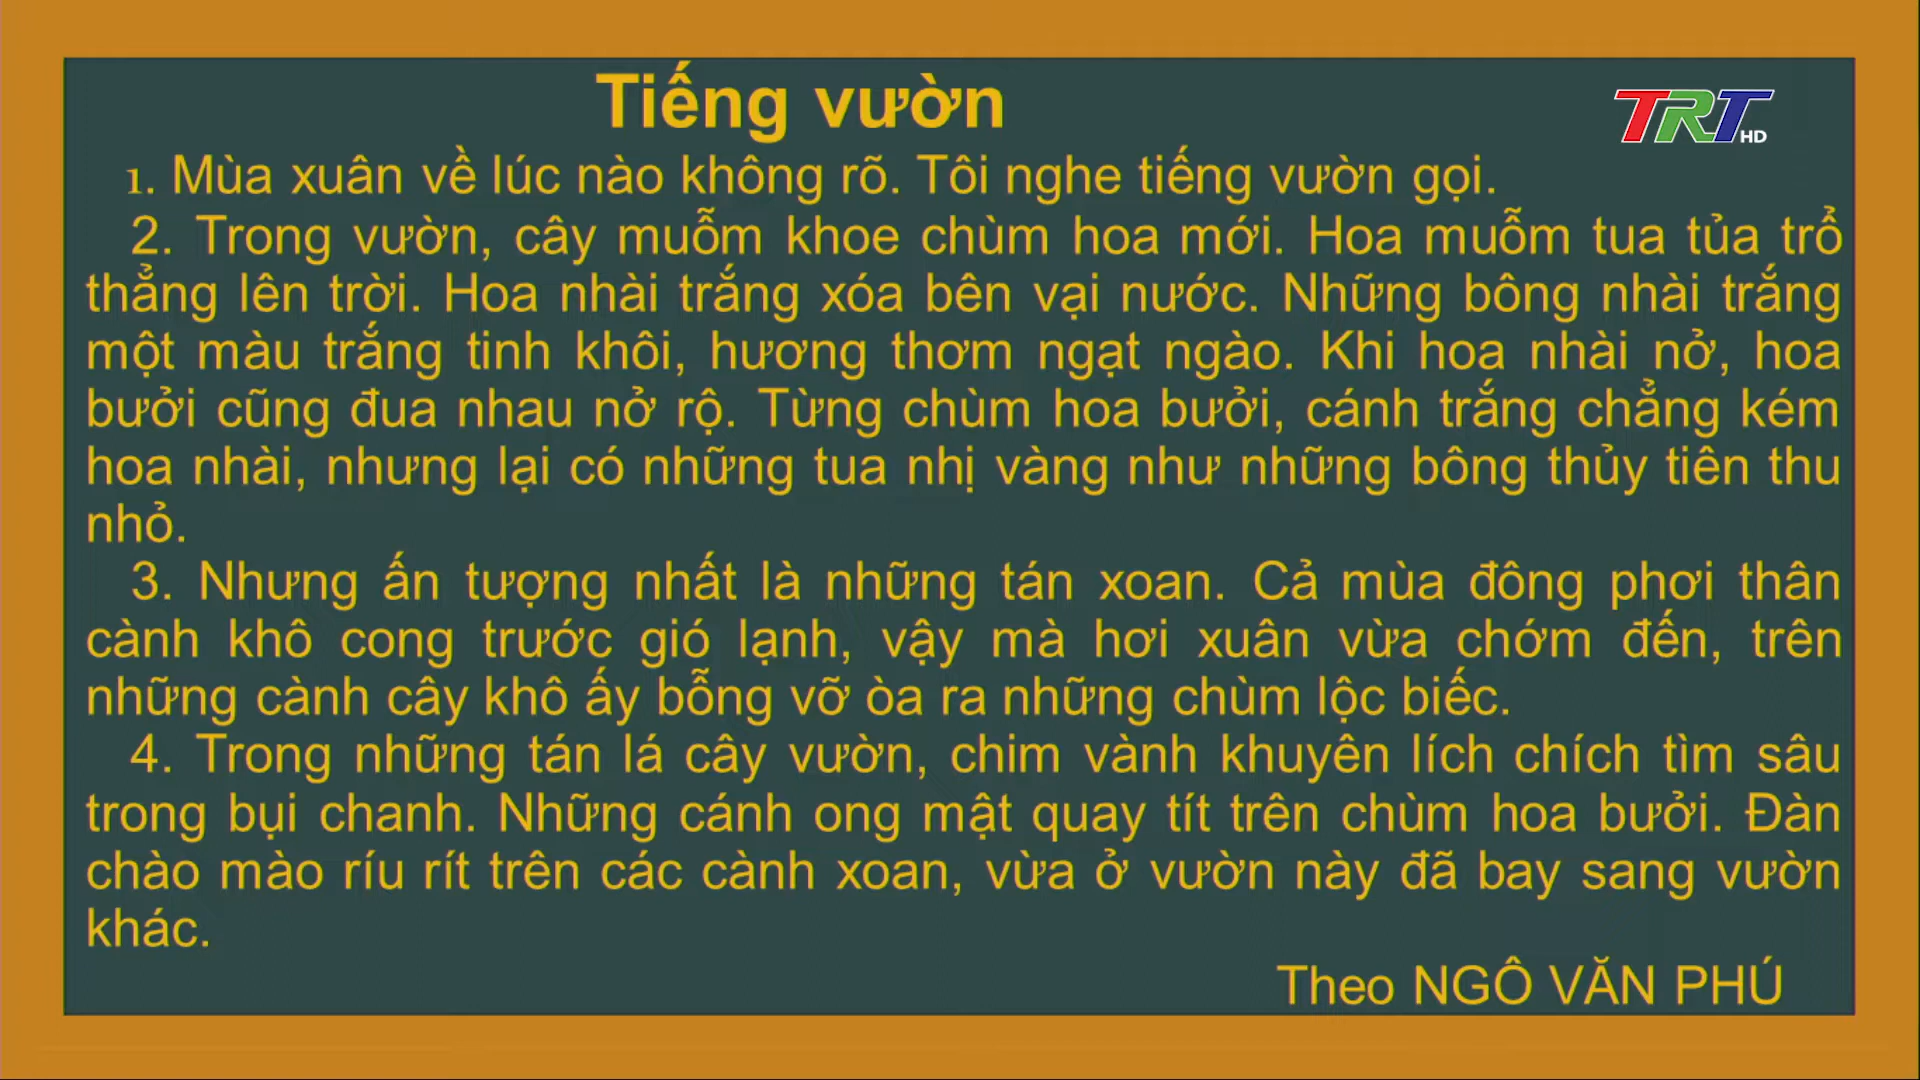 Tiếng vườn
TRT HD
1. Mùa xuân về lúc nào không rõ. Tôi nghe tiếng vườn gọi.
2. Trong vườn, cây muỗm khoe chùm hoa mới. Hoa muỗm tua tủa trổ
thẳng lên trời. Hoa nhài trắng xóa bên vại nước. Những bông nhài trắng
một màu trắng tinh khôi, hương thơm ngạt ngào. Khi hoa nhài nở, hoa
bưởi cũng đua nhau nở rộ. Từng chùm hoa bưởi, cánh trắng chẳng kém
hoa nhài, nhưng lại có những tua nhị vàng như những bông thủy tiên thu
nhỏ.
3. Nhưng ấn tượng nhất là những tán xoan. Cả mùa đông phơi thân
cành khô cong trước gió lạnh, vậy mà hơi xuân vừa chớm đến, trên
những cành cây khô ấy bỗng vỡ òa ra những chùm lộc biếc.
4. Trong những tán lá cây vườn, chim vành khuyên lích chích tìm sâu
trong bụi chanh. Những cánh ong mật quay tít trên chùm hoa bưởi. Đàn
chào mào ríu rít trên các cành xoan, vừa ở vườn này đã bay sang vườn
khác.
Theo NGÔ VĂN PHÚ